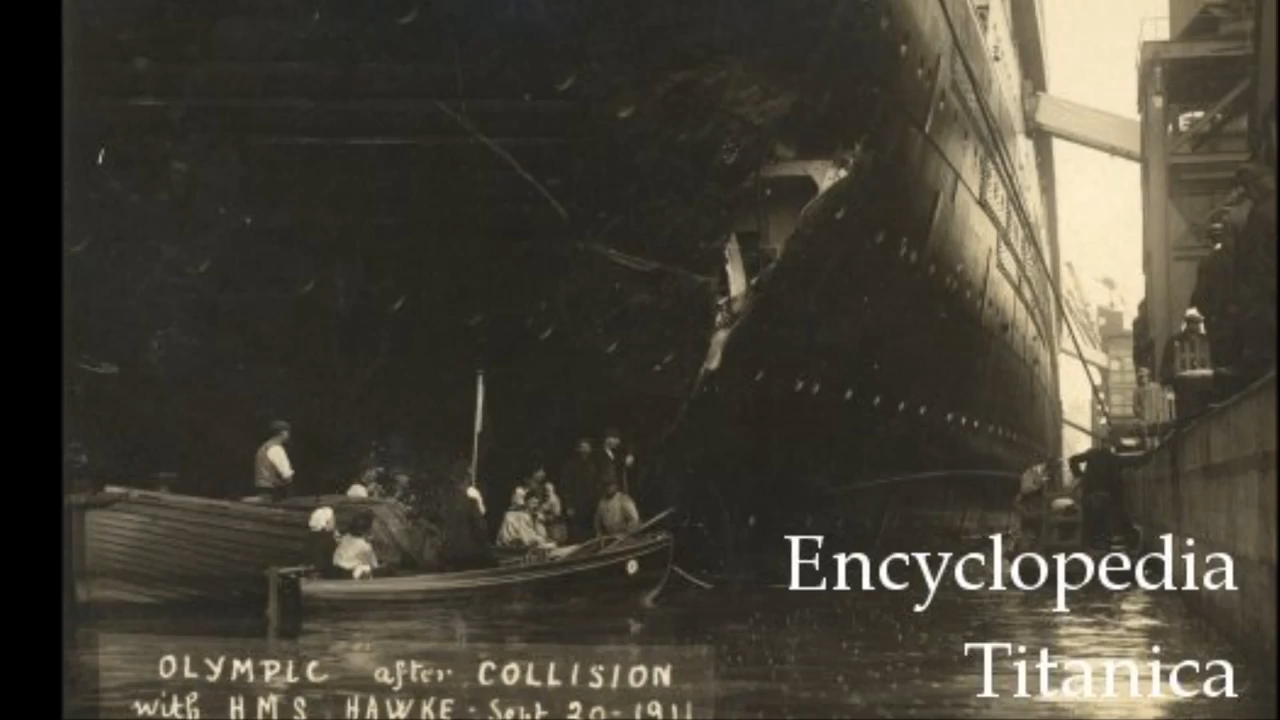 Encyclopedia
Titanica
OLYMPIC after COLLISION
with HMS HAWKE - Sept 20-1911